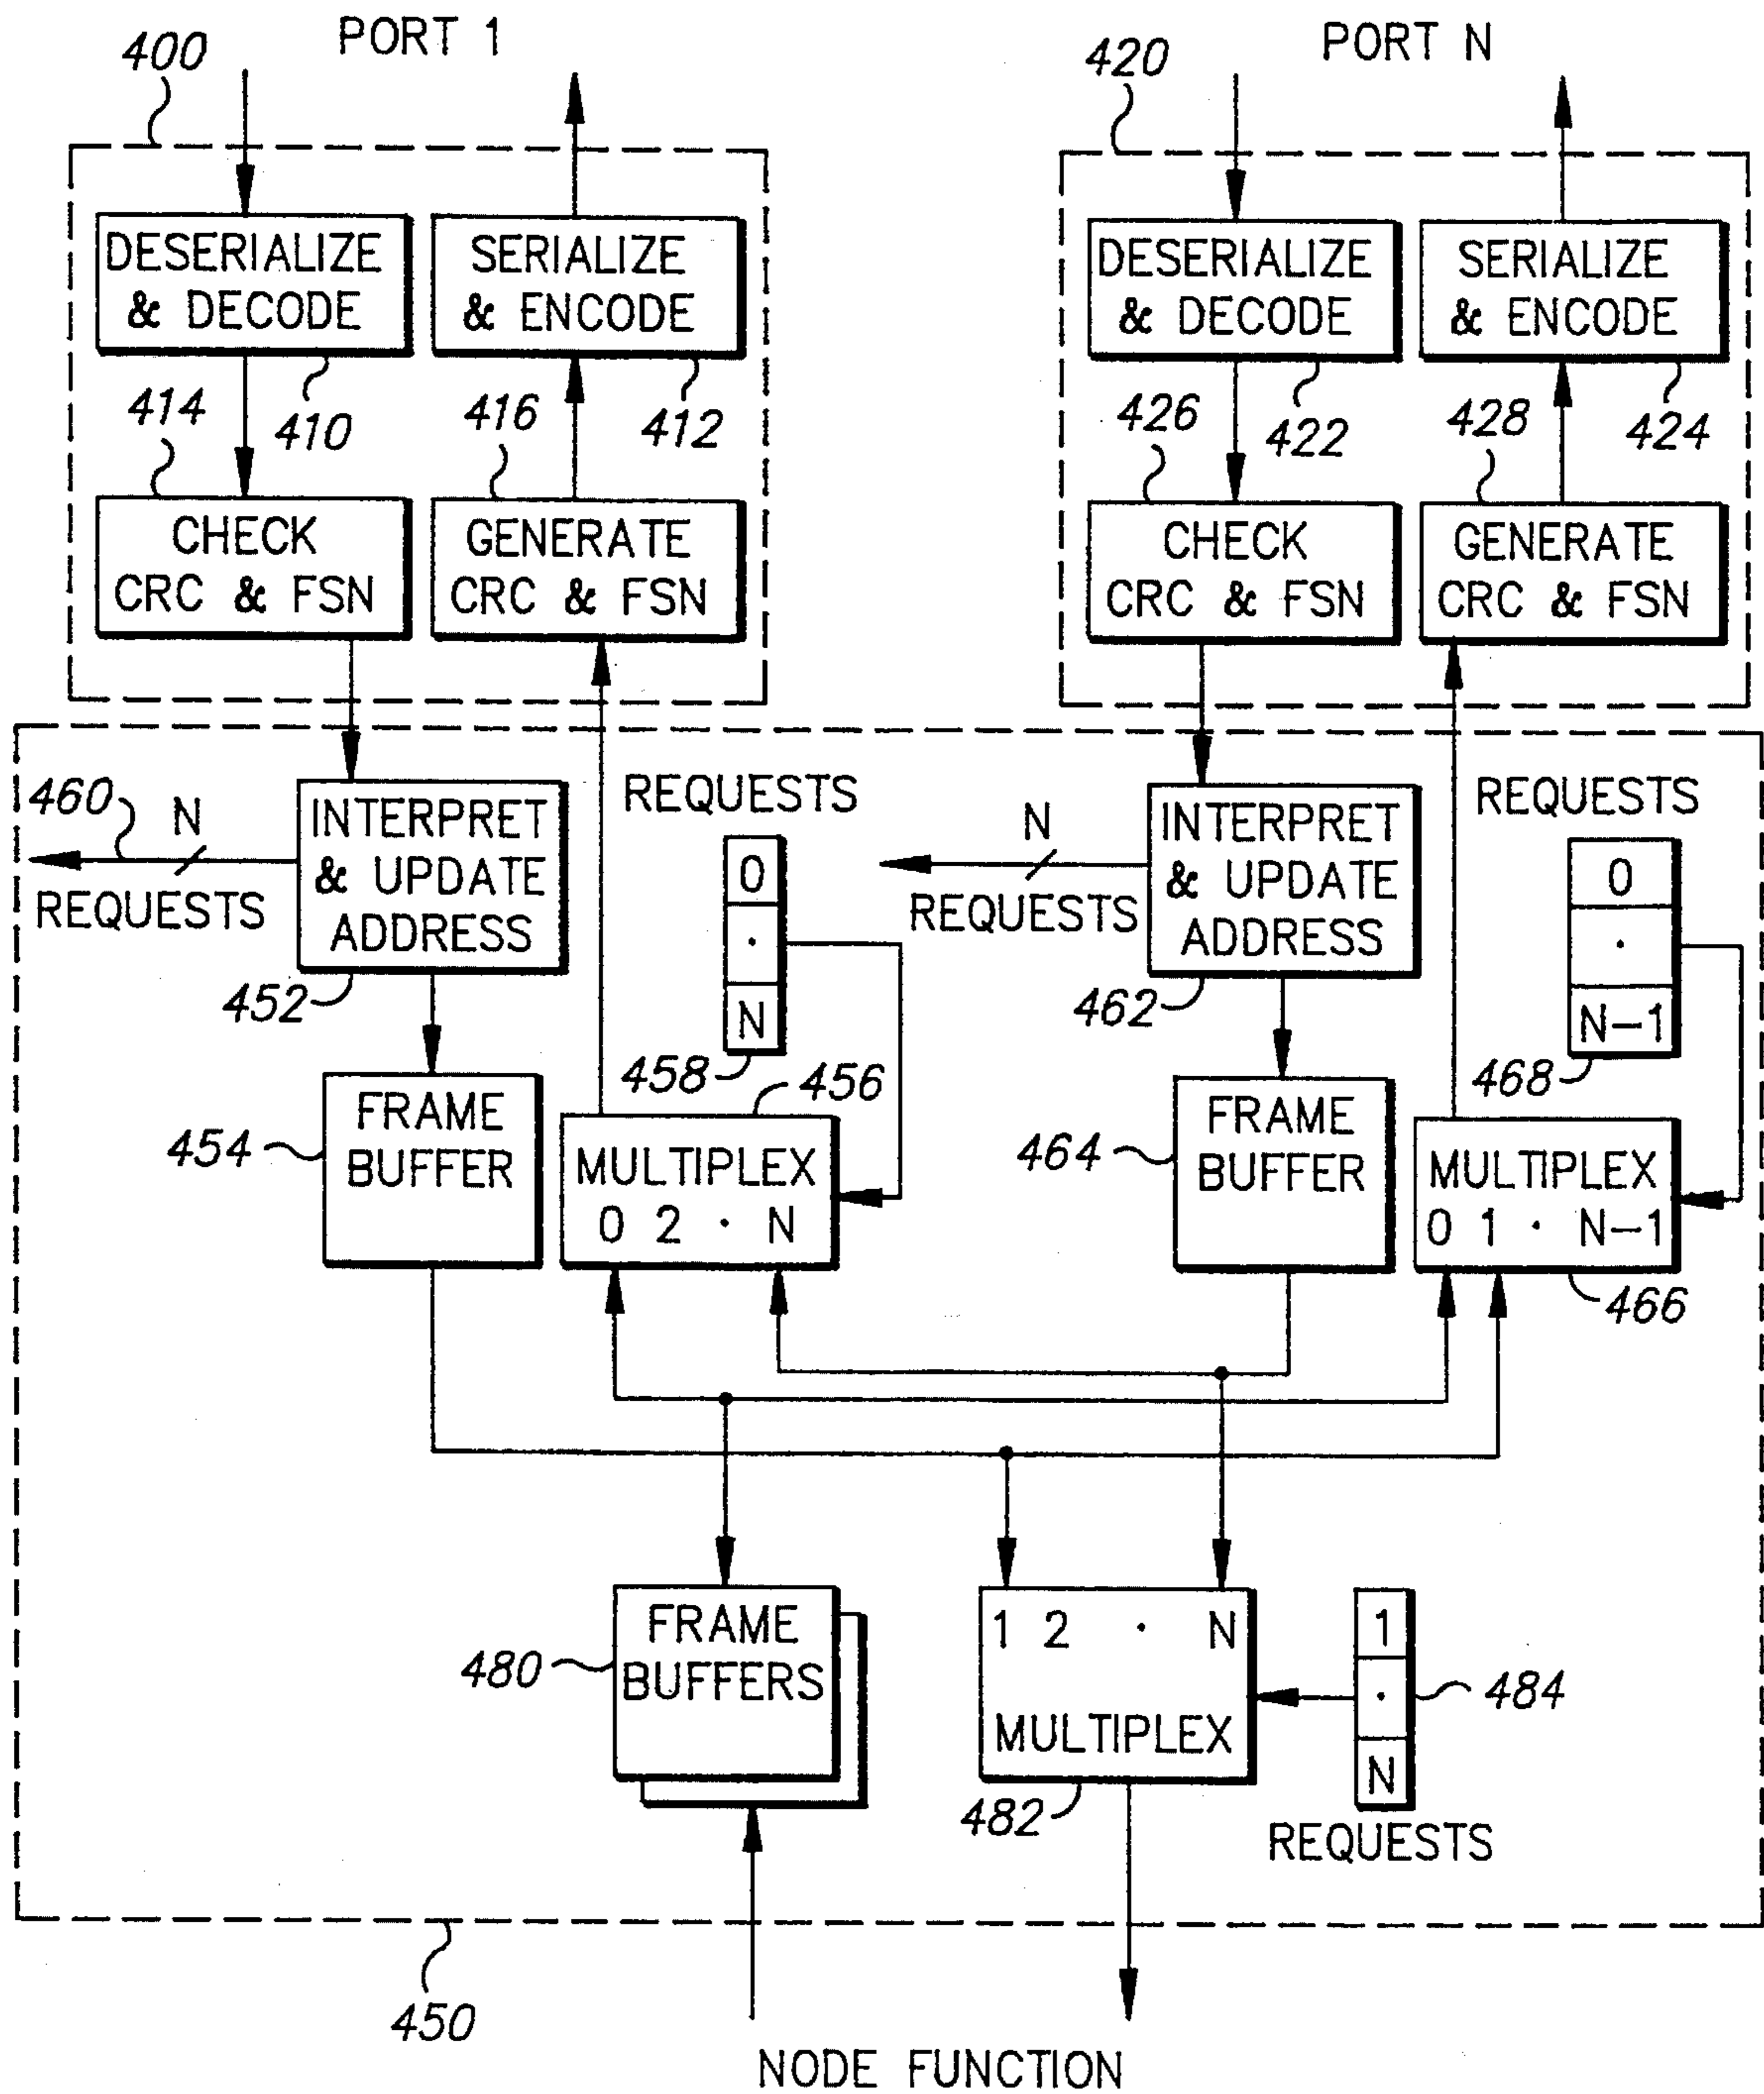 PORT 1
PORT N
400
420
DESERIALIZE
& DECODE
SERIALIZE
& ENCODE
DESERIALIZE
& DECODE
SERIALIZE
& ENCODE
414
410
416
412
426
422
428
424
CHECK
CRC & FSN
GENERATE
CRC & FSN
CHECK
CRC & FSN
GENERATE
CRC & FSN
460
N
REQUESTS
INTERPRET
& UPDATE
ADDRESS
452
REQUESTS
0
·
N
458
N
REQUESTS
INTERPRET
& UPDATE
ADDRESS
462
REQUESTS
0
·
N-1
468
454
FRAME
BUFFER
456
MULTIPLEX
0 2 · N
464
FRAME
BUFFER
MULTIPLEX
0 1 · N-1
466
480
FRAME
BUFFERS
1 2 · N
MULTIPLEX
482
1
·
N
484
REQUESTS
450
NODE FUNCTION